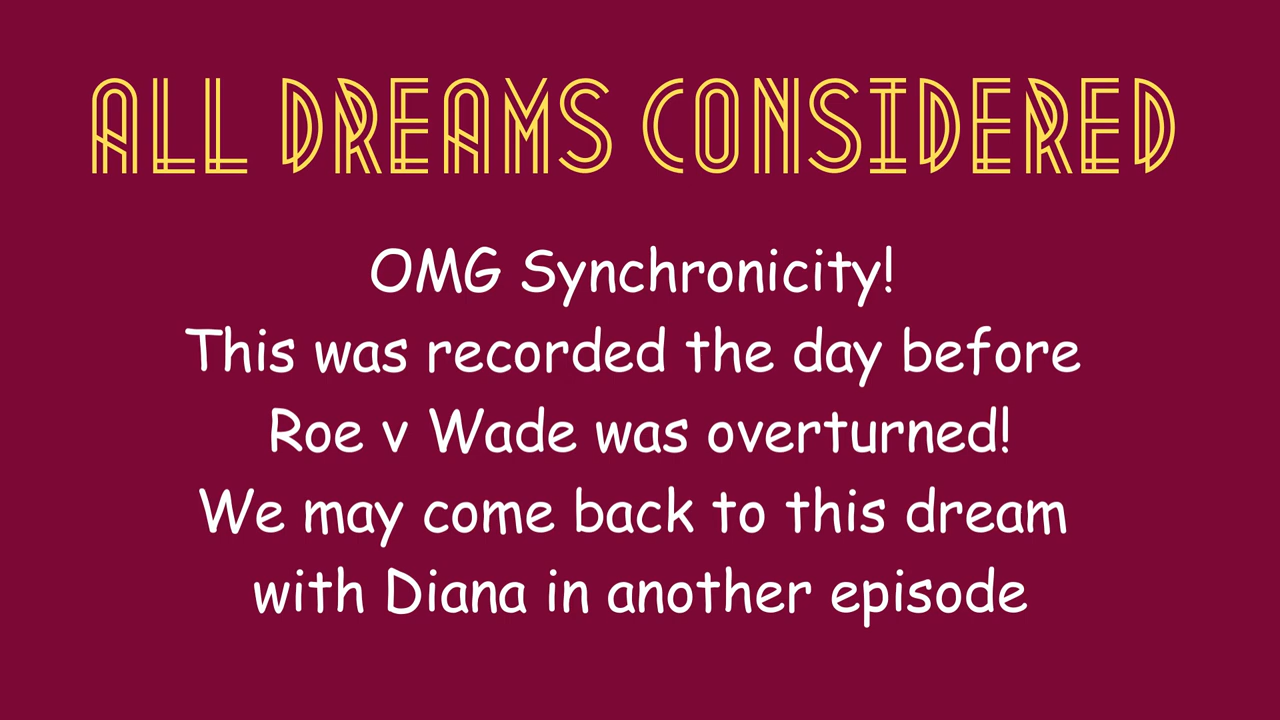 ALL DREAMS CONSIDERED
OMG Synchronicity!
This was recorded the day before
Roe v Wade was overturned!
We may come back to this dream
with Diana in another episode